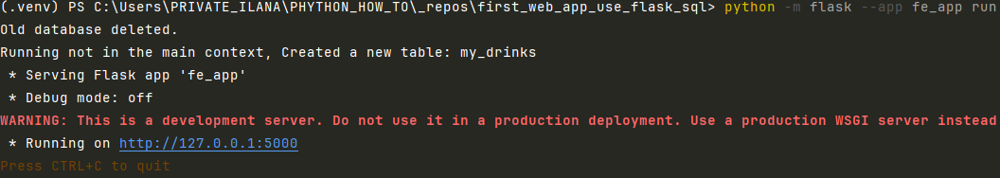 (.venv) PS C:\Users\PRIVATE_ILANA\PHYTHON_HOW_TO\_repos\first_web_app_use_flask_sql> python -m flask --app fe_app run
Old database deleted.
Running not in the main context, Created a new table: my_drinks
 * Serving Flask app 'fe_app'
 * Debug mode: off
WARNING: This is a development server. Do not use it in a production deployment. Use a production WSGI server instead
 * Running on http://127.0.0.1:5000
Press CTRL+C to quit